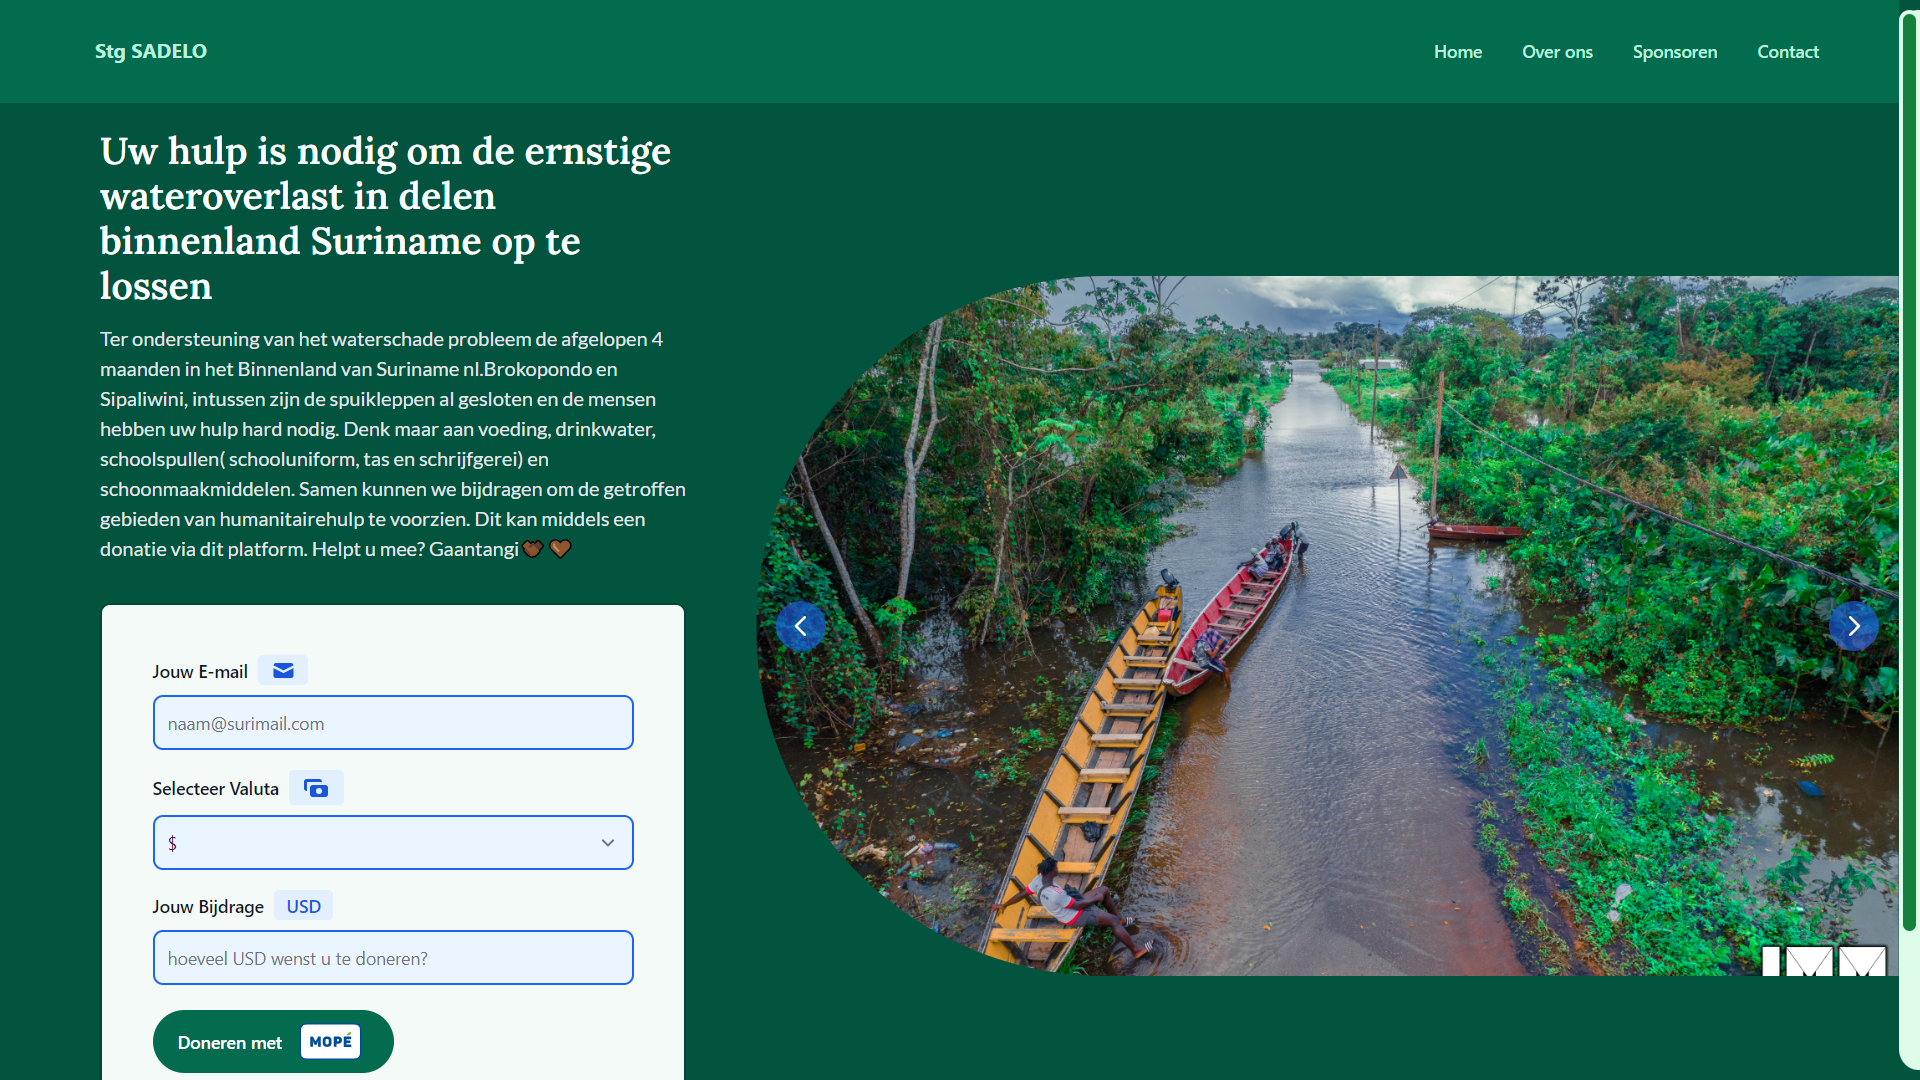 Stg SADELO
Home
Over ons
Sponsoren
Contact
Uw hulp is nodig om de ernstige
wateroverlast in delen
binnenland Suriname op te
lossen
Ter ondersteuning van het waterschade probleem de afgelopen 4
maanden in het Binnenland van Suriname nl.Brokopondo en
Sipaliwini, intussen zijn de spuikleppen al gesloten en de mensen
hebben uw hulp hard nodig. Denk maar aan voeding, drinkwater,
schoolspullen( schooluniform, tas en schrijfgerei) en
schoonmaakmiddelen. Samen kunnen we bijdragen om de getroffen
gebieden van humanitairehulp te voorzien. Dit kan middels een
donatie via dit platform. Helpt u mee? Gaantangi
Jouw E-mail
naam@surimail.com
Selecteer Valuta
$
Jouw Bijdrage USD
hoeveel USD wenst u te doneren?
Doneren met MOPÉ